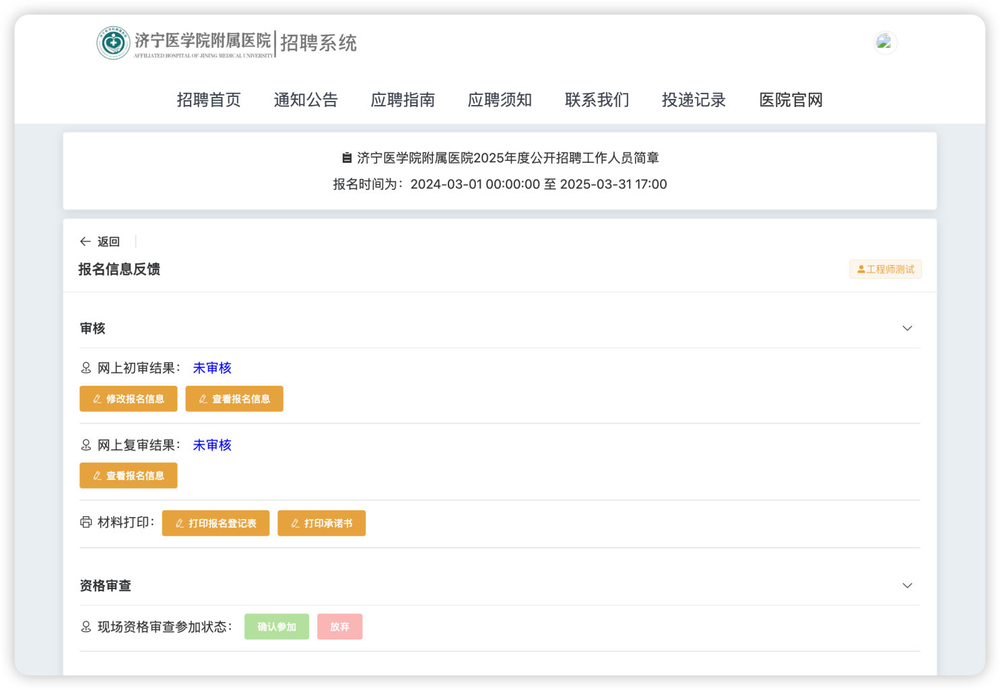 济宁医学院附属医院 招聘系统
AFFILIATED HOSPITAL OF JINING MEDICAL UNIVERSITY
招聘首页 通知公告 应聘指南 应聘须知 联系我们 投递记录 医院官网
济宁医学院附属医院2025年度公开招聘工作人员简章
报名时间为：2024-03-01 00:00:00 至 2025-03-31 17:00
返回
报名信息反馈
工程师测试
审核
网上初审结果： 未审核
修改报名信息 查看报名信息
网上复审结果： 未审核
查看报名信息
材料打印： 打印报名登记表 打印承诺书
资格审查
现场资格审查参加状态： 确认参加 放弃